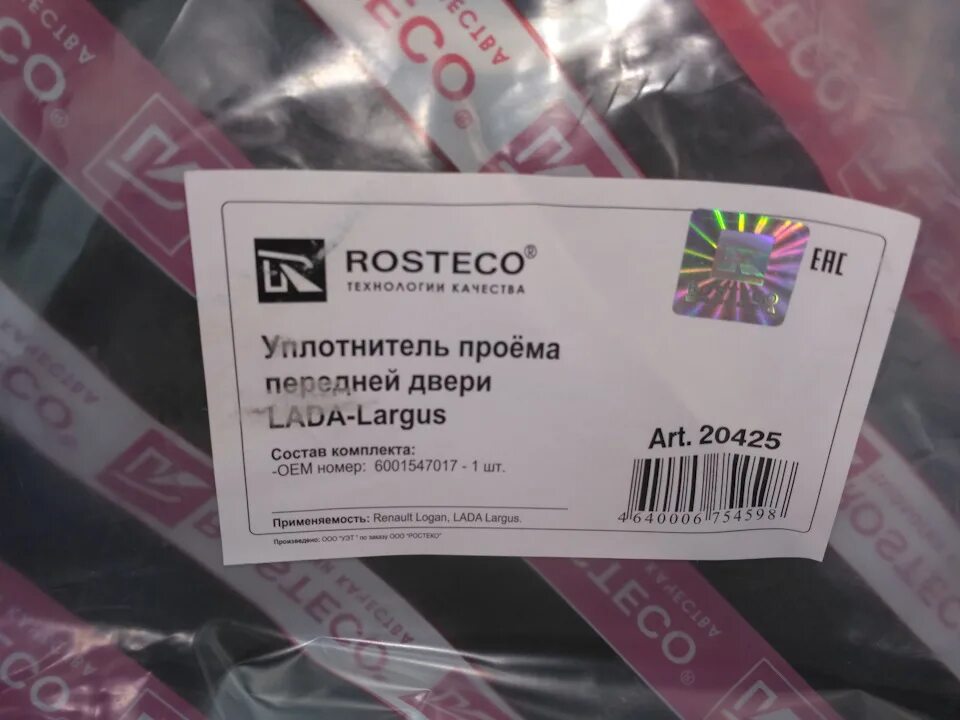 ROSTECO®
ТЕХНОЛОГИИ КАЧЕСТВА
EAC
Уплотнитель проёма
передней двери
LADA-Largus
Состав комплекта:
-OEM номер: 6001547017 - 1 шт.
Art. 20425
4 640006 754598
Применяемость: Renault Logan, LADA Largus.
Произведено: ООО "УЭТ" по заказу ООО "РОСТЕКО"